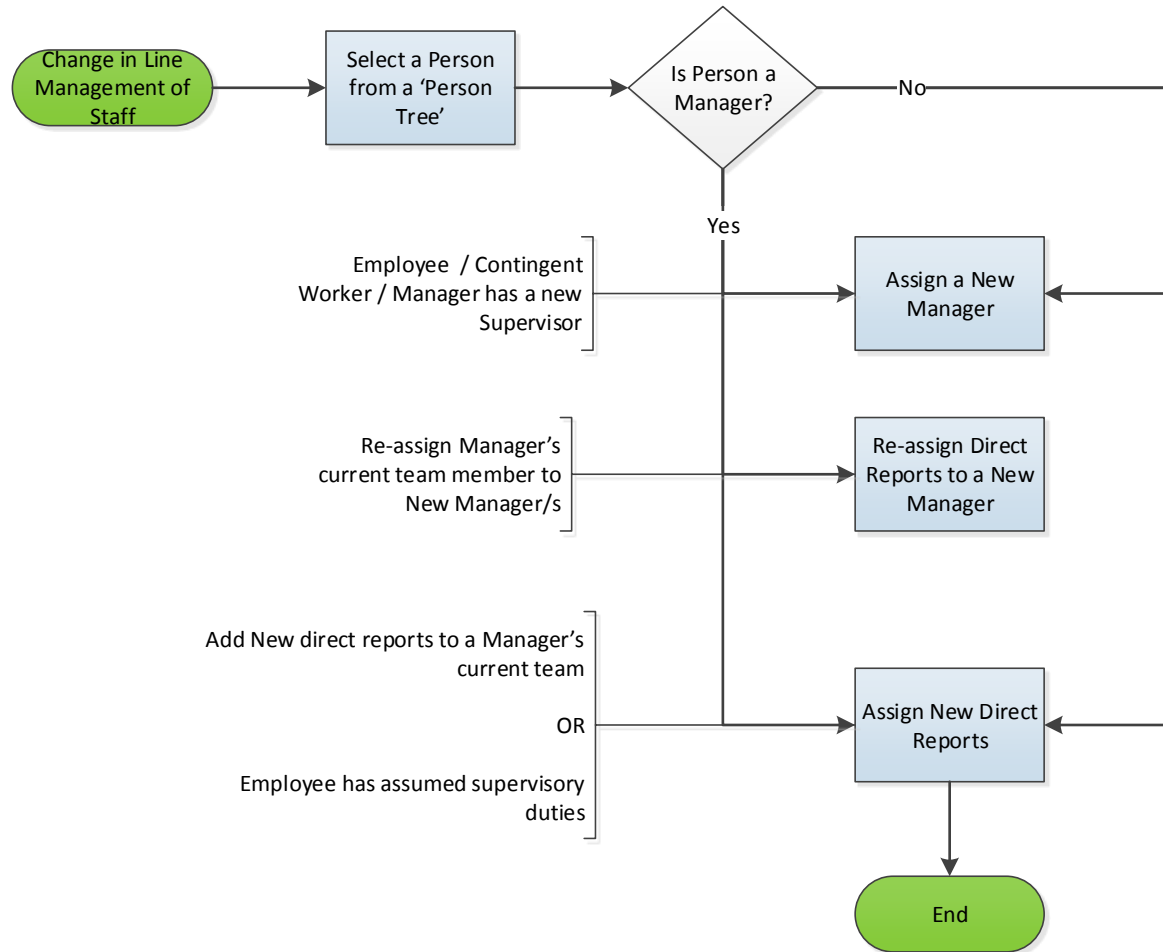 Change in Line
Management of
Staff
Select a Person
from a ‘Person
Tree’
Is Person a
Manager?
No
Yes
Employee / Contingent
Worker / Manager has a new
Supervisor
Assign a New
Manager
Re-assign Manager’s
current team member to
New Manager/s
Re-assign Direct
Reports to a New
Manager
Add New direct reports to a Manager’s
current team
OR
Employee has assumed supervisory
duties
Assign New Direct
Reports
End